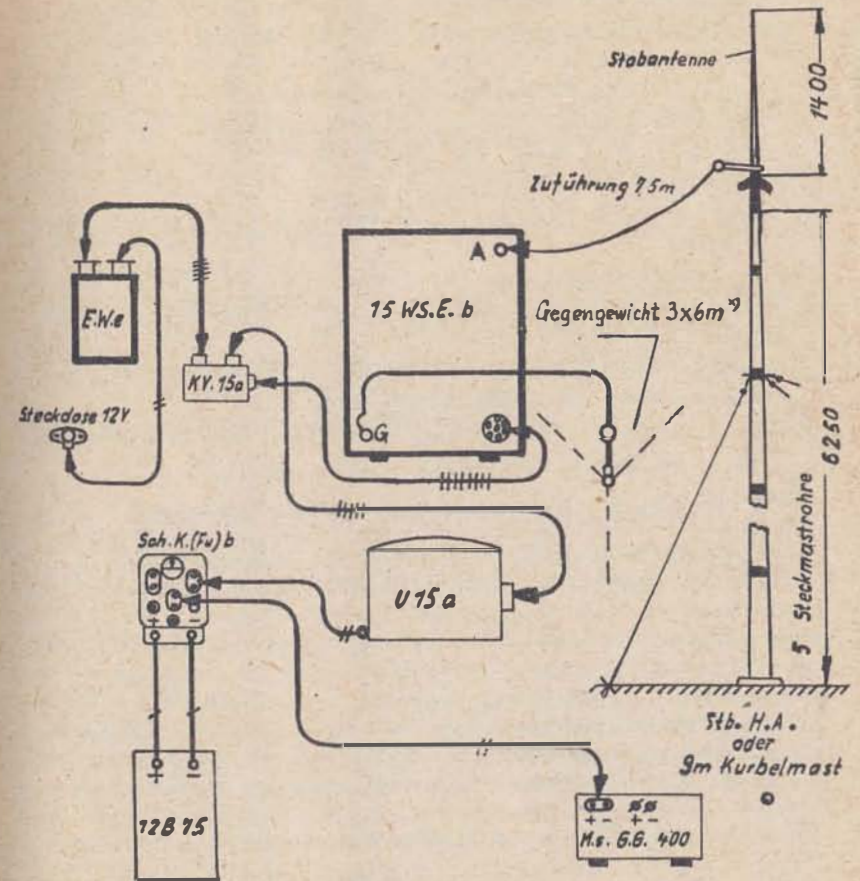 Stabantenne
1400
Zuführung 7,5m
A
E.W.e
15 WS.E.b
Gegengewicht 3x6m x)
KV.15a
Steckdose 12V
G
6250
5 Steckmastrohre
Sch.K.(Fu) b
U 15 a
+ -
+ -
Stb. H.A.
oder
9m Kurbelmast
12B 75
+ - + -
M.s. G.G. 400